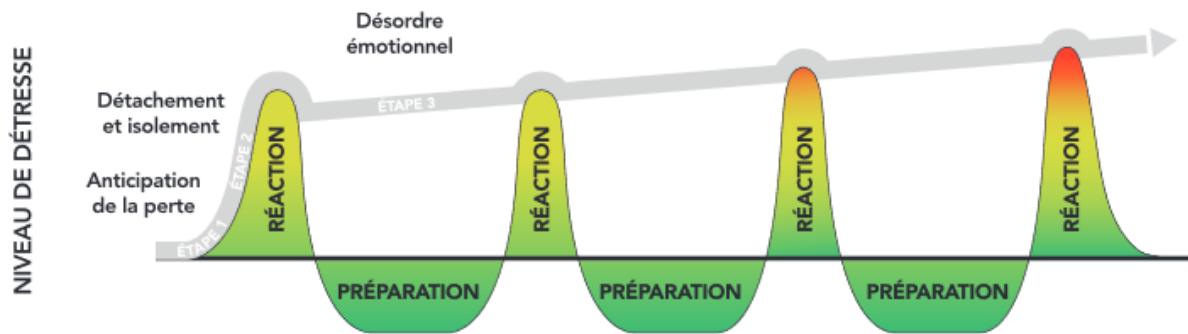 NIVEAU DE DÉTRESSE
Désordre
émotionnel
Détachement
et isolement
Anticipation
de la perte
ÉTAPE 1
ÉTAPE 2
ÉTAPE 3
RÉACTION
RÉACTION
RÉACTION
RÉACTION
PRÉPARATION
PRÉPARATION
PRÉPARATION